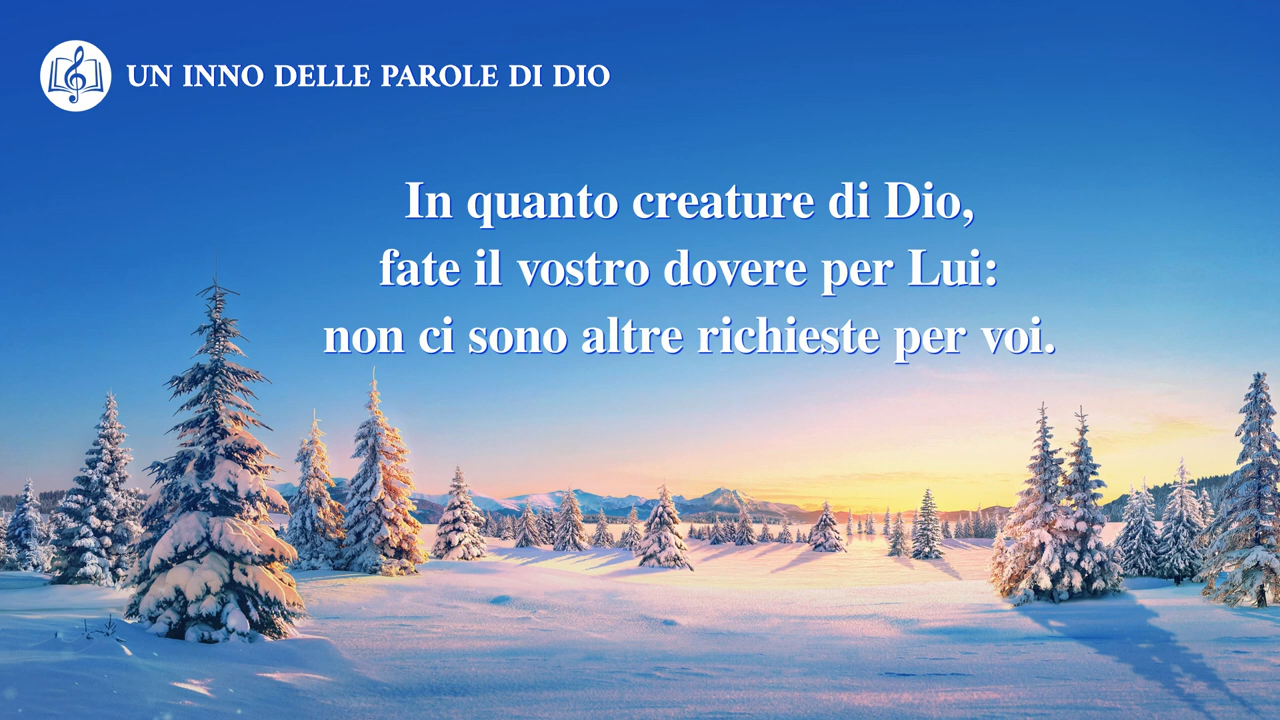 UN INNO DELLE PAROLE DI DIO
In quanto creature di Dio,
fate il vostro dovere per Lui:
non ci sono altre richieste per voi.